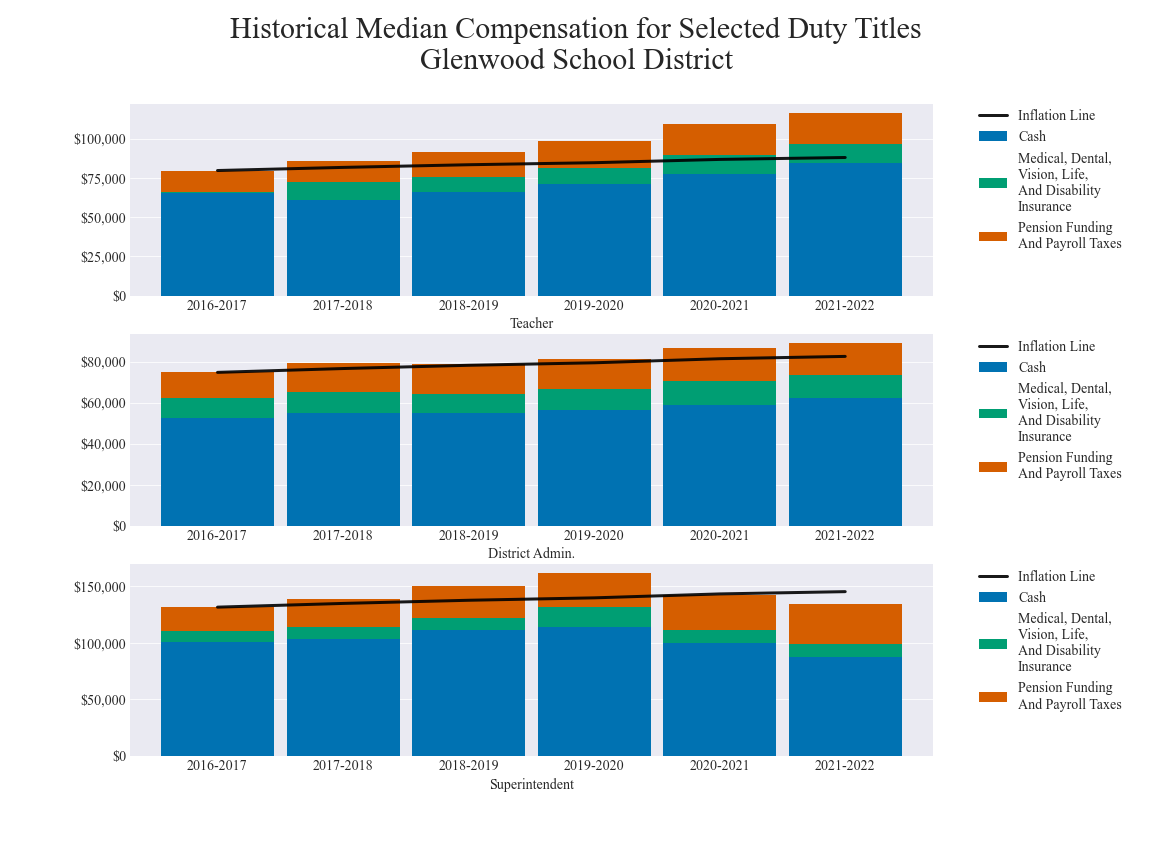 Historical Median Compensation for Selected Duty Titles
Glenwood School District
$100,000
$75,000
$50,000
$25,000
$0
2016-2017 2017-2018 2018-2019 2019-2020 2020-2021 2021-2022
Teacher
Inflation Line
Cash
Medical, Dental,
Vision, Life,
And Disability
Insurance
Pension Funding
And Payroll Taxes
$80,000
$60,000
$40,000
$20,000
$0
2016-2017 2017-2018 2018-2019 2019-2020 2020-2021 2021-2022
District Admin.
Inflation Line
Cash
Medical, Dental,
Vision, Life,
And Disability
Insurance
Pension Funding
And Payroll Taxes
$150,000
$100,000
$50,000
$0
2016-2017 2017-2018 2018-2019 2019-2020 2020-2021 2021-2022
Superintendent
Inflation Line
Cash
Medical, Dental,
Vision, Life,
And Disability
Insurance
Pension Funding
And Payroll Taxes